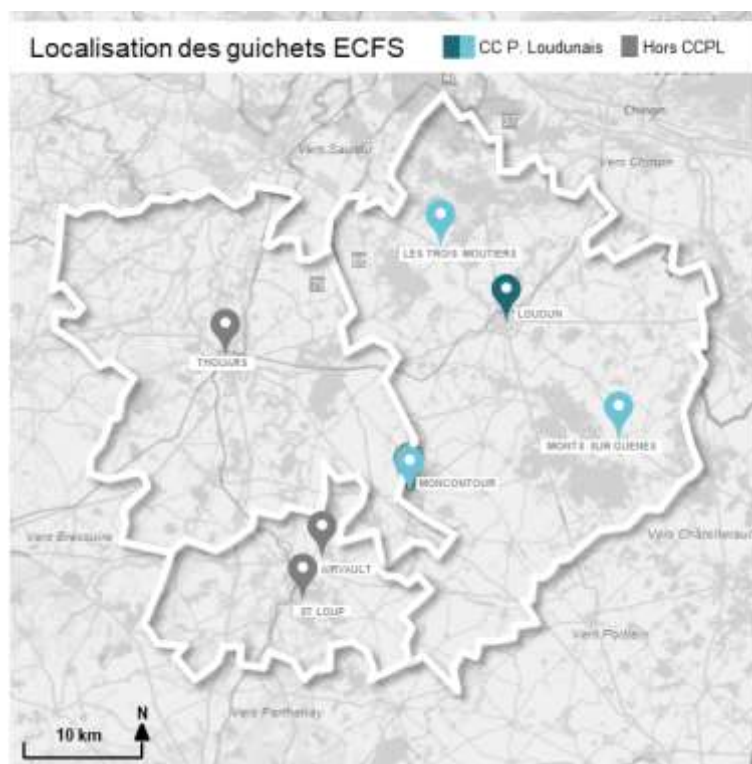 Localisation des guichets ECFS
CC P. Loudunais
Hors CCPL
Chinon
Vers Saumur
Vers Chinon
LES TROIS MOUTIERS
LOUDUN
THOUARS
MONTS SUR GUESNES
MONCONTOUR
Vers Bressuire
Vers Châtellerault
AIRVAULT
ST LOUP
Vers Poitiers
Vers Parthenay
10 km
N